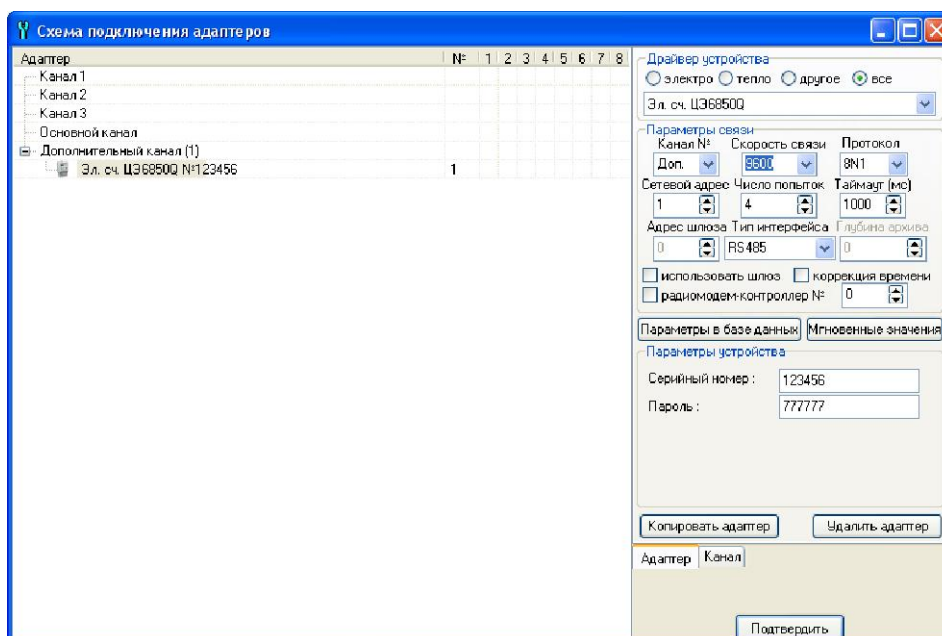 Схема подключения адаптеров
Адаптер № 1 2 3 4 5 6 7 8
Канал 1
Канал 2
Канал 3
Основной канал
Дополнительный канал (1)
Эл. сч. ЦЭ6850Q №123456 1
Драйвер устройства
электро тепло другое все
Эл. сч. ЦЭ6850Q
Параметры связи
Канал № Скорость связи Протокол
Доп. 9600 8N1
Сетевой адрес Число попыток Таймаут (мс)
1 4 1000
Адрес шлюза Тип интерфейса Глубина архива
0 RS485 0
использовать шлюз коррекция времени
радиомодем-контроллер № 0
Параметры в базе данных Мгновенные значения
Параметры устройства
Серийный номер : 123456
Пароль : 777777
Копировать адаптер Удалить адаптер
Адаптер Канал
Подтвердить